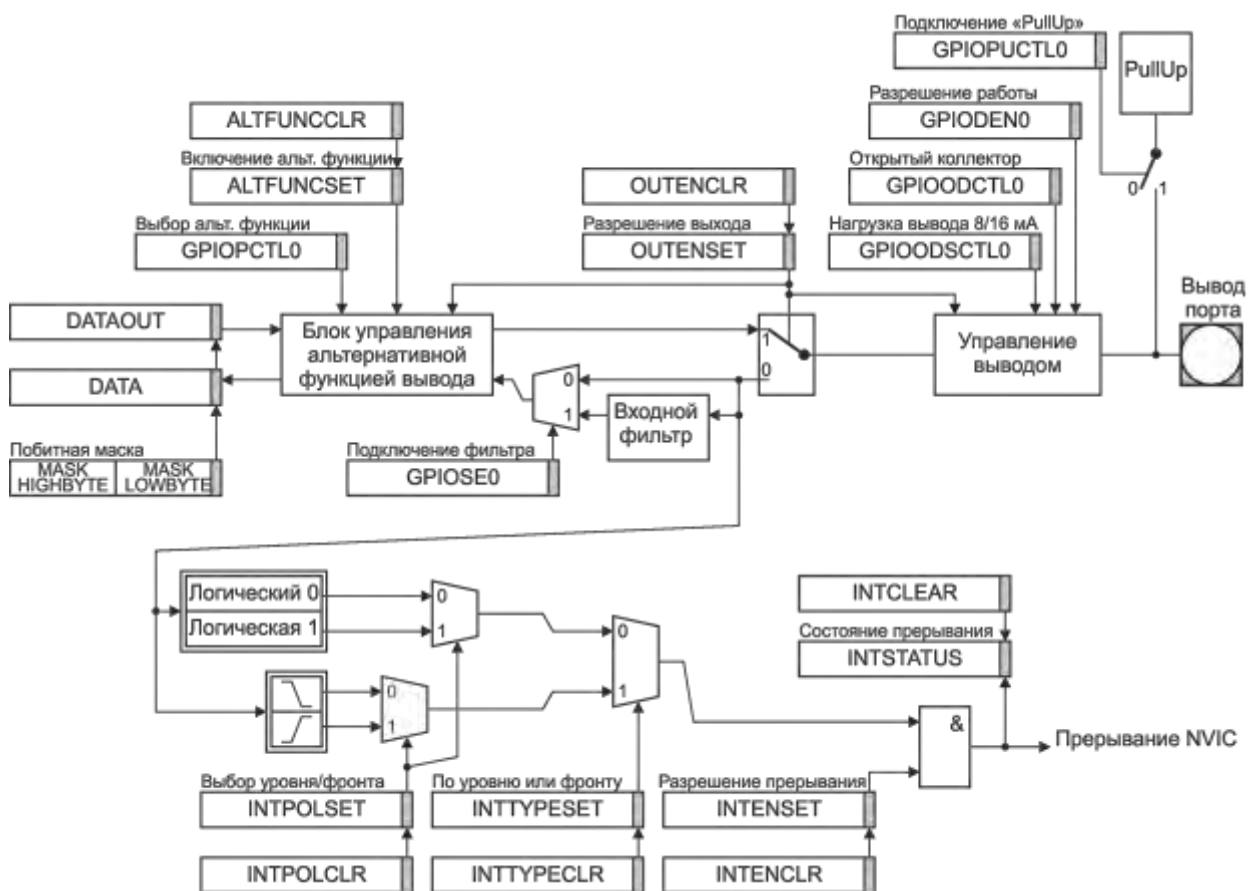 Подключение «PullUp»
GPIOPUCTL0
PullUp
Разрешение работы
GPIODEN0
ALTFUNCCLR
Включение альт. функции
ALTFUNCSET
OUTENCLR
Открытый коллектор
GPIOODCTL0
0
1
Выбор альт. функции
GPIOPCTL0
Разрешение выхода
OUTENSET
Нагрузка вывода 8/16 мА
GPIOODSCTL0
Вывод
порта
DATAOUT
Блок управления
альтернативной
функцией вывода
1
0
Управление
выводом
DATA
0
1
Входной
фильтр
Побитная маска
MASK
HIGHBYTE
MASK
LOWBYTE
Подключение фильтра
GPIOSE0
Логический 0
Логическая 1
0
1
0
1
INTCLEAR
Состояние прерывания
INTSTATUS
0
1
&
Прерывание NVIC
Выбор уровня/фронта
INTPOLSET
По уровню или фронту
INTTYPESET
Разрешение прерывания
INTENSET
INTPOLCLR
INTTYPECLR
INTENCLR